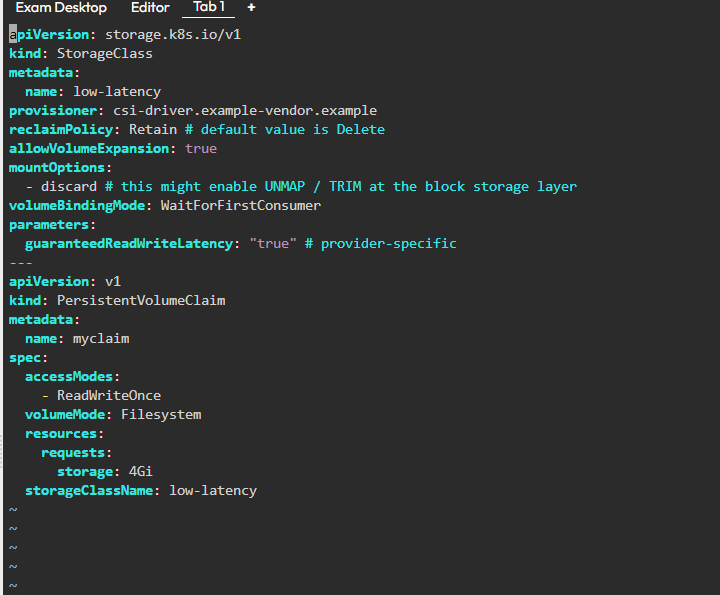 Exam Desktop Editor Tab 1 +
apiVersion: storage.k8s.io/v1
kind: StorageClass
metadata:
  name: low-latency
provisioner: csi-driver.example-vendor.example
reclaimPolicy: Retain # default value is Delete
allowVolumeExpansion: true
mountOptions:
  - discard # this might enable UNMAP / TRIM at the block storage layer
volumeBindingMode: WaitForFirstConsumer
parameters:
  guaranteedReadWriteLatency: "true" # provider-specific
---
apiVersion: v1
kind: PersistentVolumeClaim
metadata:
  name: myclaim
spec:
  accessModes:
    - ReadWriteOnce
  volumeMode: Filesystem
  resources:
    requests:
      storage: 4Gi
  storageClassName: low-latency
~
~
~
~
~